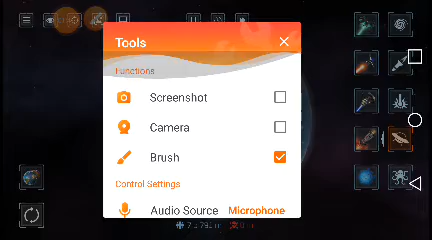 Tools
Functions
Screenshot
Camera
Brush
Control Settings
Audio Source Microphone